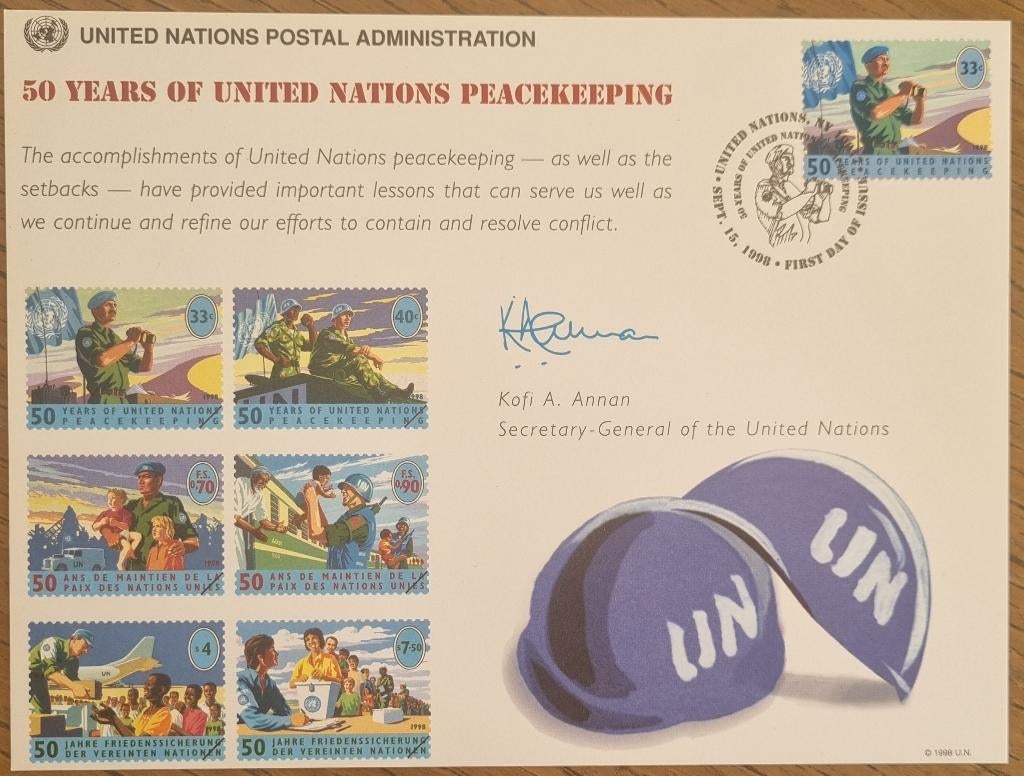 UNITED NATIONS POSTAL ADMINISTRATION
50 YEARS OF UNITED NATIONS PEACEKEEPING
The accomplishments of United Nations peacekeeping — as well as the
setbacks — have provided important lessons that can serve us well as
we continue and refine our efforts to contain and resolve conflict.
33c
1998
50 YEARS OF UNITED NATIONS
PEACEKEEPING
UNITED NATIONS, NY
FIRST DAY OF ISSUE
SEPT. 15, 1998
50 YEARS OF UNITED NATIONS PEACEKEEPING
33c
1998
50 YEARS OF UNITED NATIONS
PEACEKEEPING
40c
UN
1998
50 YEARS OF UNITED NATIONS
PEACEKEEPING
Kofi A. Annan
Secretary-General of the United Nations
F.S.
0,70
UN
1998
50 ANS DE MAINTIEN DE LA
PAIX DES NATIONS UNIES
F.S.
0,90
UN
1998
50 ANS DE MAINTIEN DE LA
PAIX DES NATIONS UNIES
UN
UN
S4
UN
1998
50 JAHRE FRIEDENSSICHERUNG
DER VEREINTEN NATIONEN
S7·50
1998
50 JAHRE FRIEDENSSICHERUNG
DER VEREINTEN NATIONEN
© 1998 U.N.